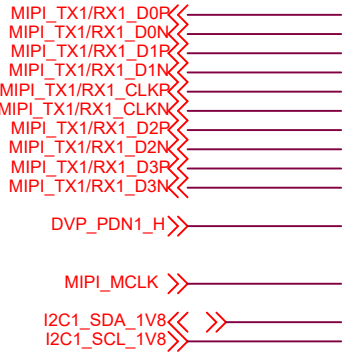 MIPI_TX1/RX1_D0P
MIPI_TX1/RX1_D0N
MIPI_TX1/RX1_D1P
MIPI_TX1/RX1_D1N
MIPI_TX1/RX1_CLKP
MIPI_TX1/RX1_CLKN
MIPI_TX1/RX1_D2P
MIPI_TX1/RX1_D2N
MIPI_TX1/RX1_D3P
MIPI_TX1/RX1_D3N
DVP_PDN1_H
MIPI_MCLK
I2C1_SDA_1V8
I2C1_SCL_1V8